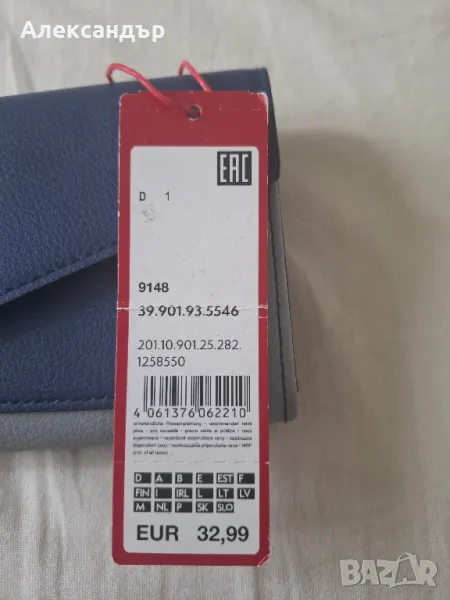 Александър
EAC
D 1
9148
39.901.93.5546
201.10.901.25.282.
1258550
4 061376 062210
D A B E EST F
FIN I IRL L LT LV
M NL P SK SLO
EUR 32,99
BAZAR